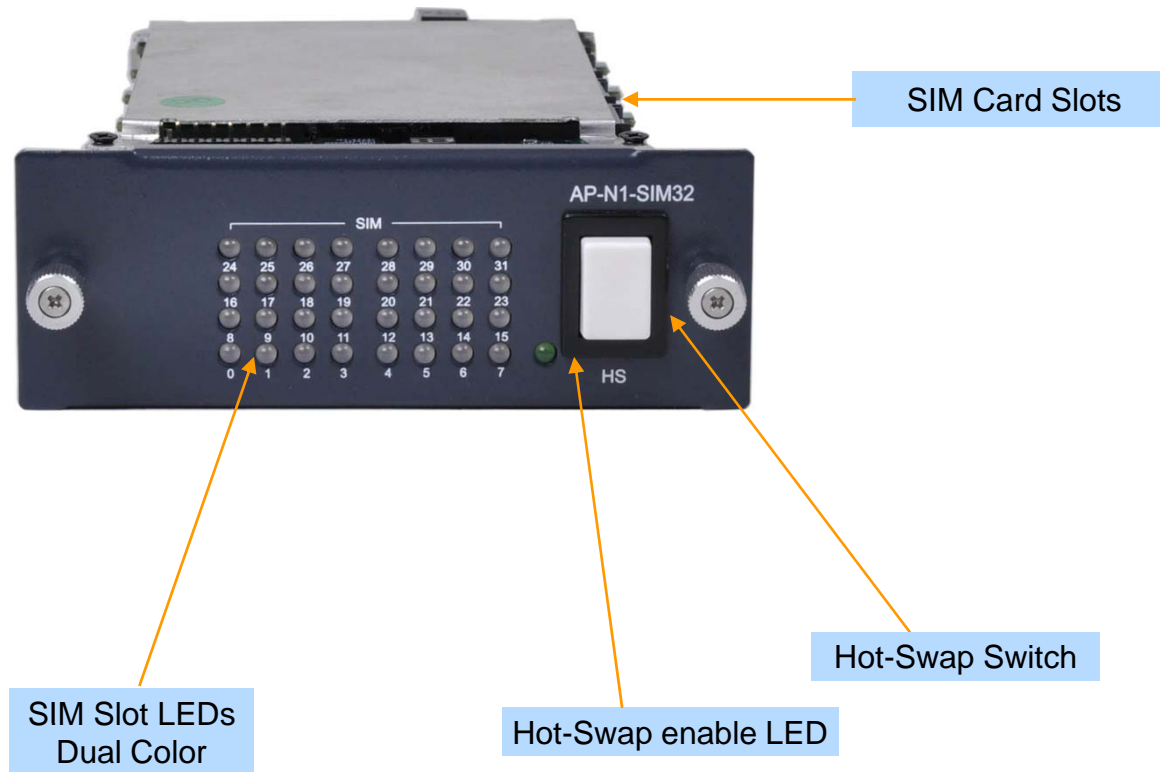 SIM Card Slots
AP-N1-SIM32
SIM
24 25 26 27 28 29 30 31
16 17 18 19 20 21 22 23
8 9 10 11 12 13 14 15
0 1 2 3 4 5 6 7
HS
Hot-Swap Switch
SIM Slot LEDs
Dual Color
Hot-Swap enable LED